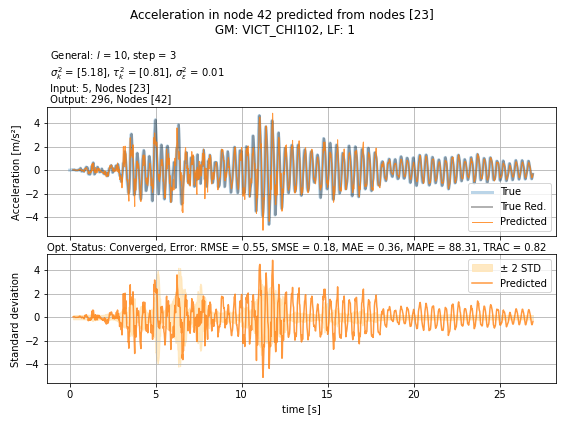 Acceleration in node 42 predicted from nodes [23]
GM: VICT_CHI102, LF: 1
General: l = 10, step = 3
σ²ₖ = [5.18], τ²ₖ = [0.81], σ²ε = 0.01
Input: 5, Nodes [23]
Output: 296, Nodes [42]
Acceleration [m/s²]
4
2
0
−2
−4
True
True Red.
Predicted
Opt. Status: Converged, Error: RMSE = 0.55, SMSE = 0.18, MAE = 0.36, MAPE = 88.31, TRAC = 0.82
Standard deviation
4
2
0
−2
−4
± 2 STD
Predicted
0 5 10 15 20 25
time [s]